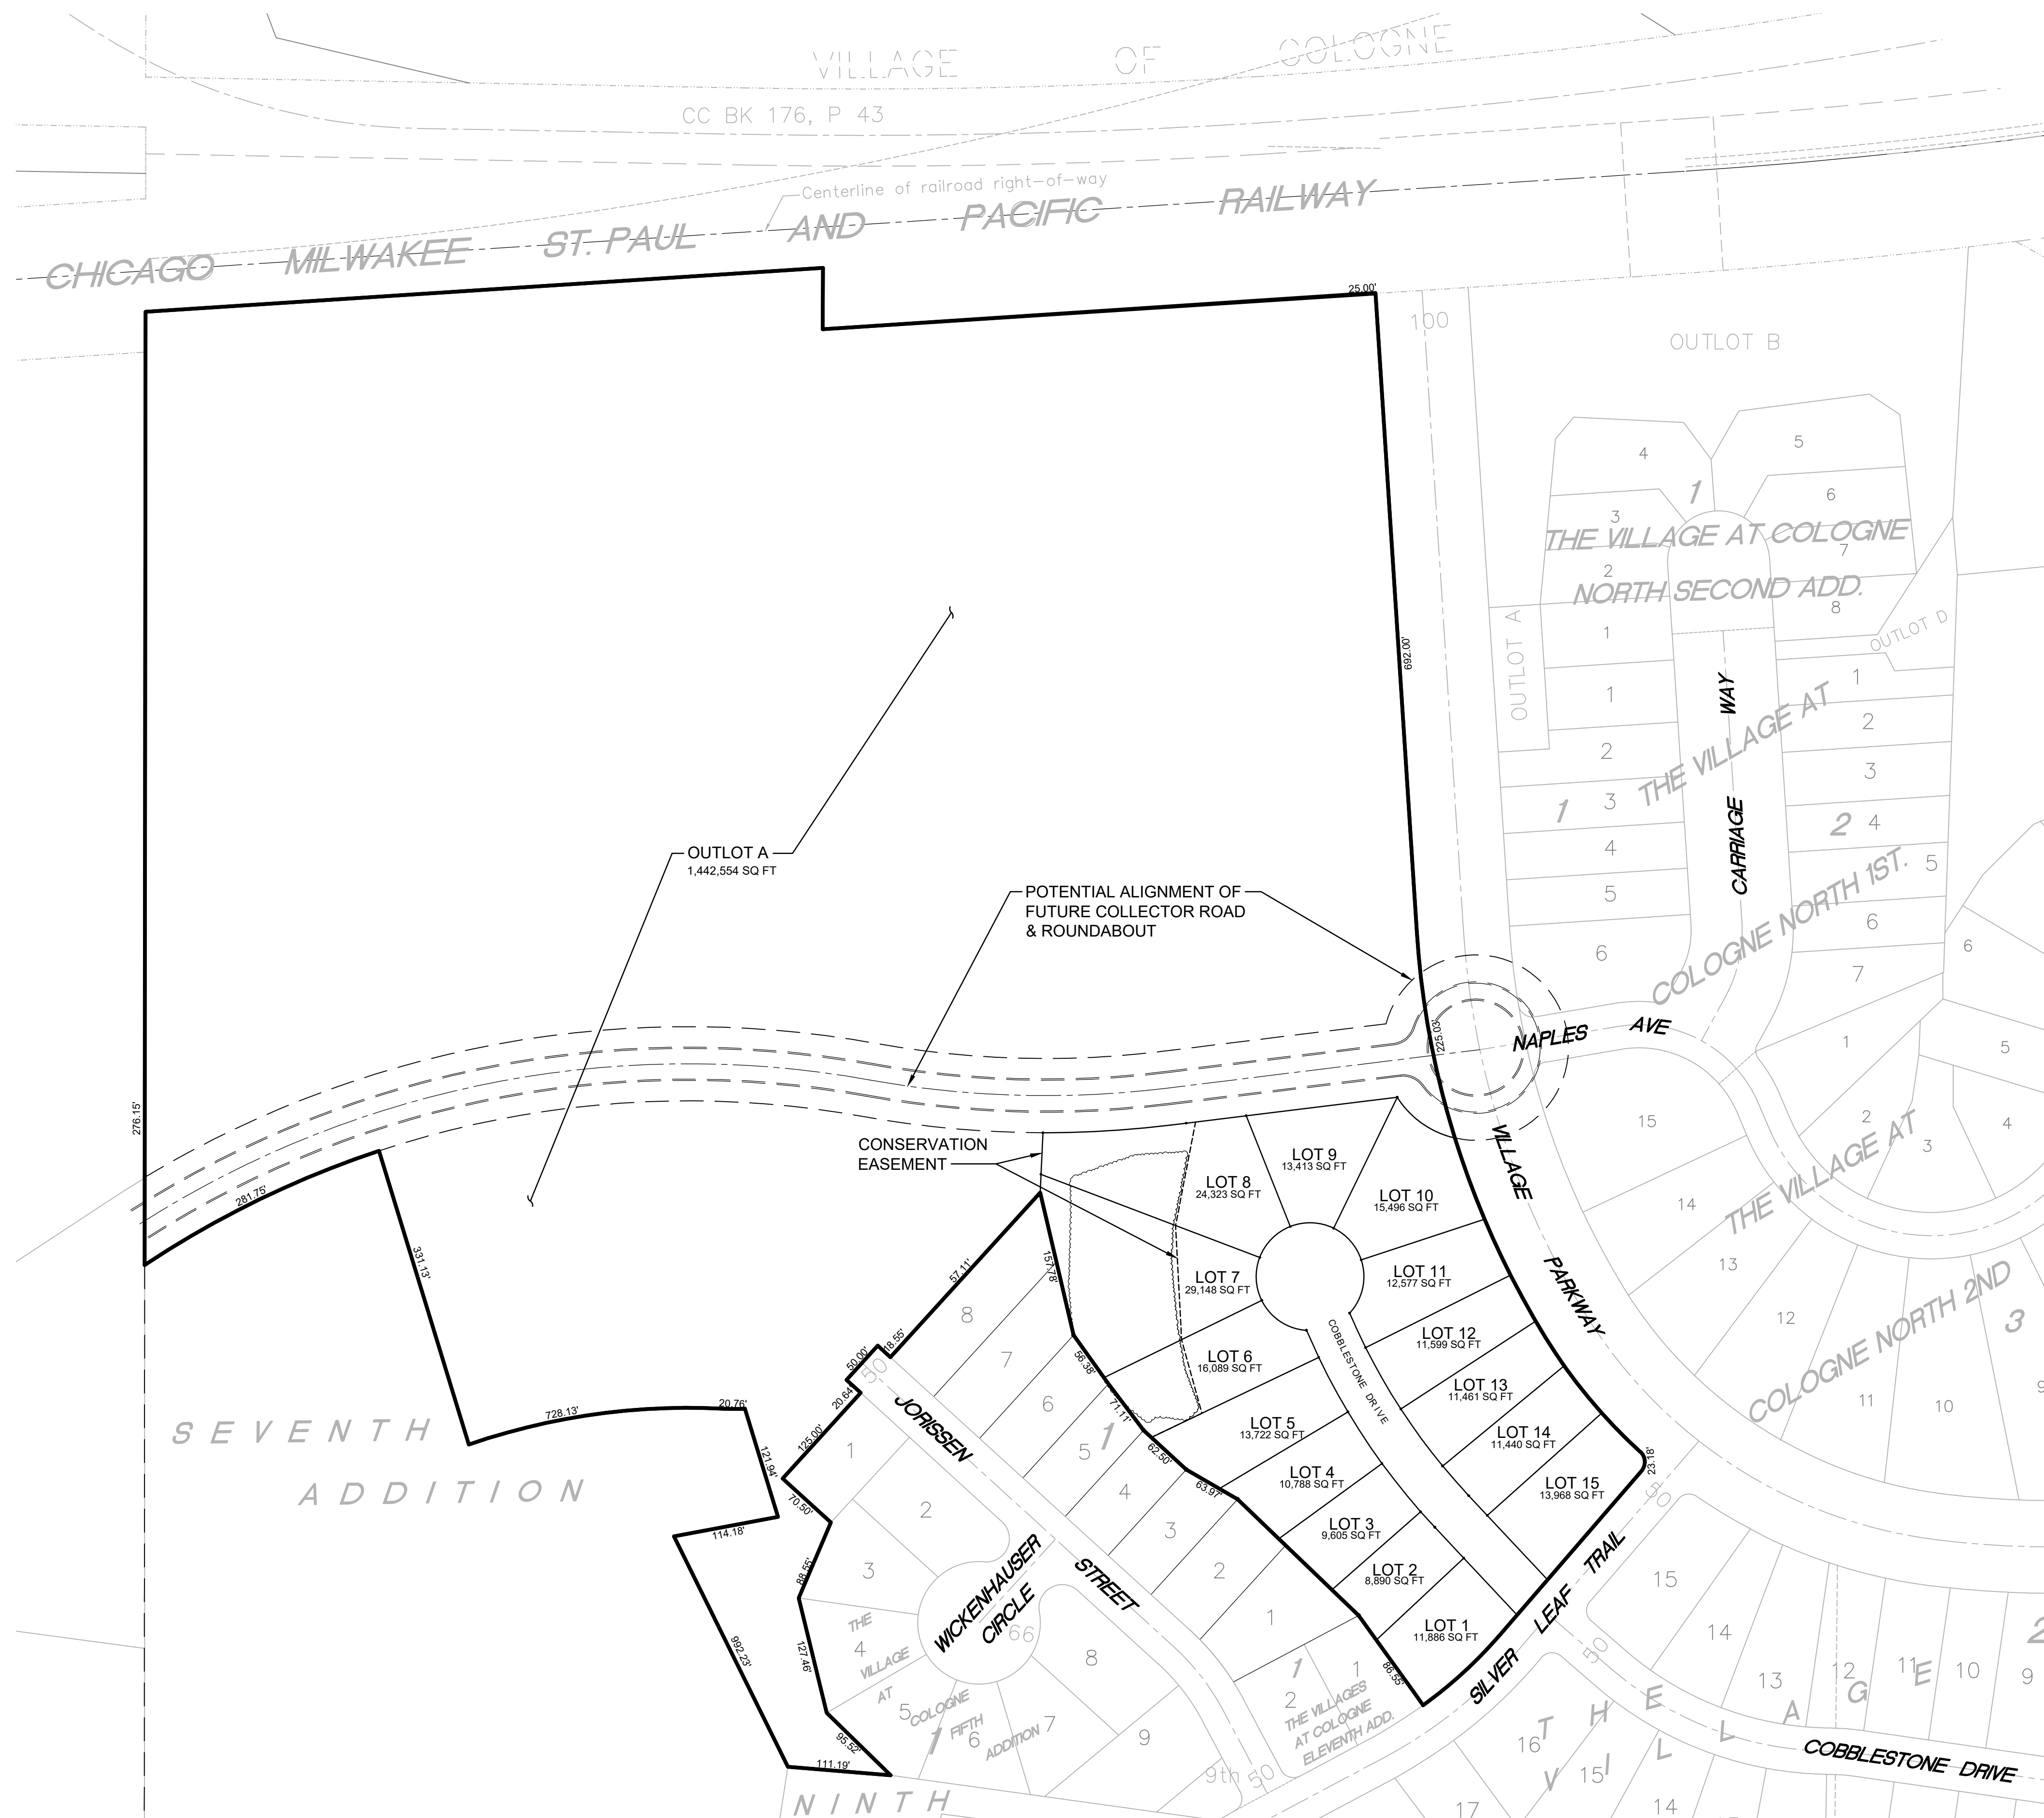 VILLAGE OF COLOGNE
CC BK 176, P 43
Centerline of railroad right-of-way
CHICAGO MILWAKEE ST. PAUL AND PACIFIC RAILWAY
25.00'
100
OUTLOT B
4
5
1
3
6
THE VILLAGE AT COLOGNE
7
2
NORTH SECOND ADD.
8
1
OUTLOT D
OUTLOT A
692.00'
1
2
3
4
5
6
1
CARRIAGE WAY
THE VILLAGE AT
COLOGNE NORTH 1ST.
1
2
3
2
4
5
6
7
6
OUTLOT A
1,442,554 SQ FT
POTENTIAL ALIGNMENT OF
FUTURE COLLECTOR ROAD
& ROUNDABOUT
225.03'
NAPLES AVE
276.15'
281.75'
331.13'
728.13'
20.76'
121.94'
114.18'
992.23'
111.19'
95.52'
127.46'
88.55'
70.50'
125.00'
20.64'
50.00'
18.55'
57.11'
157.78'
56.38'
71.11'
62.50'
63.97'
86.55'
23.18'
CONSERVATION
EASEMENT
LOT 8
24,323 SQ FT
LOT 9
13,413 SQ FT
LOT 10
15,496 SQ FT
LOT 7
29,148 SQ FT
LOT 11
12,577 SQ FT
LOT 6
16,089 SQ FT
LOT 12
11,599 SQ FT
LOT 13
11,461 SQ FT
LOT 5
13,722 SQ FT
LOT 14
11,440 SQ FT
LOT 4
10,788 SQ FT
LOT 15
13,968 SQ FT
LOT 3
9,605 SQ FT
LOT 2
8,890 SQ FT
LOT 1
11,886 SQ FT
COBBLESTONE DRIVE
VILLAGE PARKWAY
SILVER LEAF TRAIL
THE VILLAGE AT
COLOGNE NORTH 2ND
3
1
2
3
4
5
15
14
13
12
11
10
9
SEVENTH
ADDITION
50
JORISSEN STREET
8
7
6
5
1
4
3
2
1
1
2
3
4
5
6
7
8
9
WICKENHAUSER
CIRCLE
66
THE
VILLAGE
AT
COLOGNE
FIFTH
ADDITION
1
1
2
1
THE VILLAGES
AT COLOGNE
ELEVENTH ADD.
9th
50
50
50
NINTH
THE
VILLAGE
15
14
13
12
11
10
9
2
16
15
17
14
COBBLESTONE DRIVE